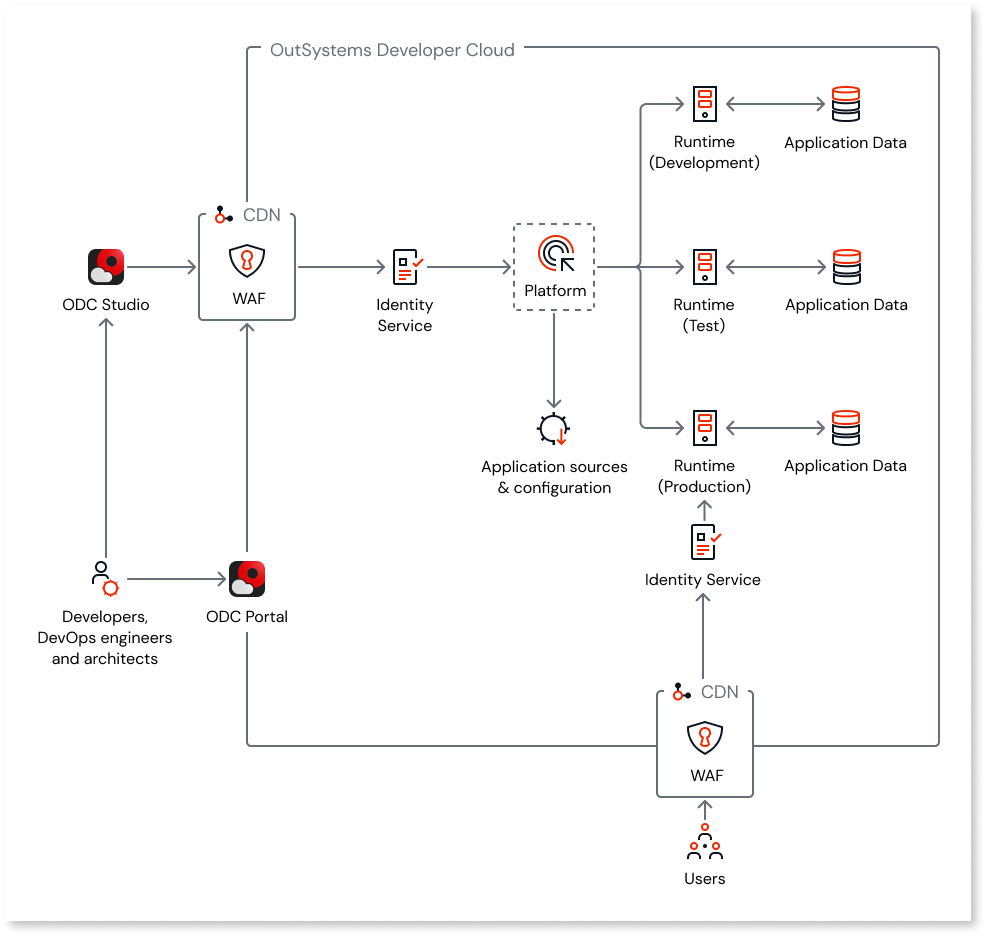 OutSystems Developer Cloud
Runtime
(Development)
Application Data
CDN
WAF
ODC Studio
Identity
Service
Platform
Runtime
(Test)
Application Data
Application sources
& configuration
Runtime
(Production)
Application Data
Identity Service
Developers,
DevOps engineers
and architects
ODC Portal
CDN
WAF
Users